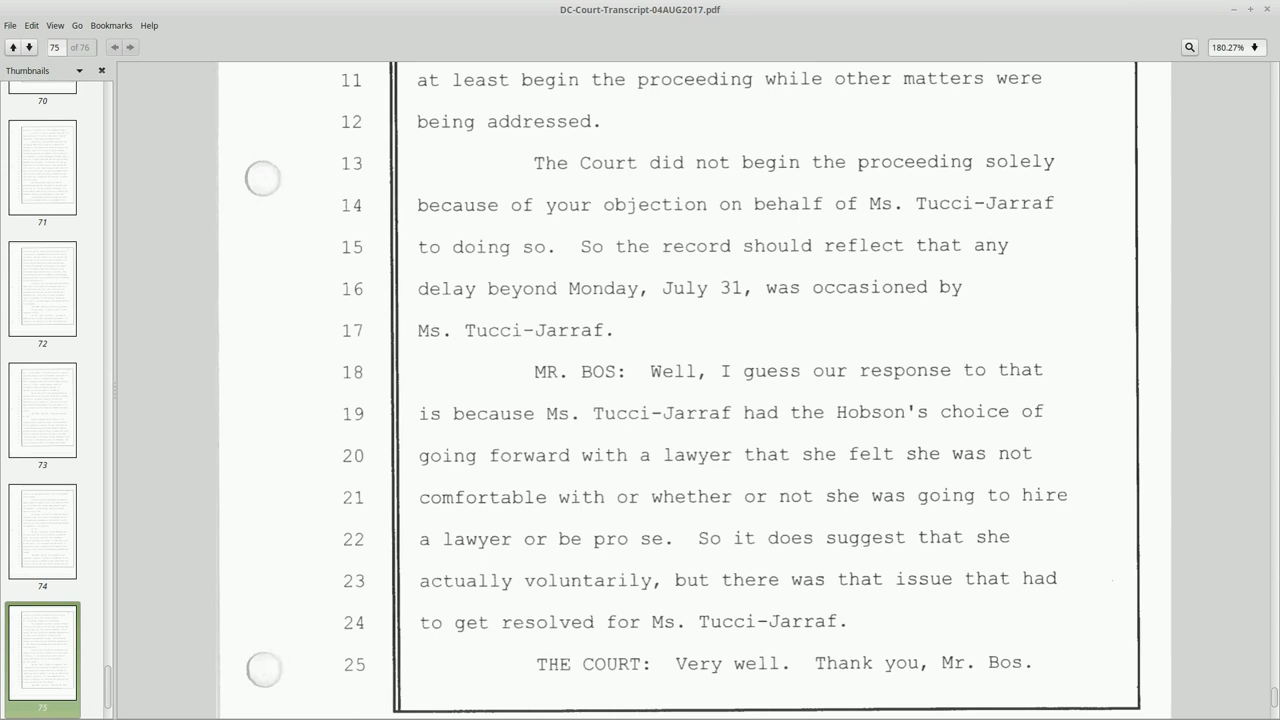 DC-Court-Transcript-04AUG2017.pdf
File Edit View Go Bookmarks Help
75 of 76
180.27%
Thumbnails
70
71
72
73
74
75
11 at least begin the proceeding while other matters were
12 being addressed.
13 The Court did not begin the proceeding solely
14 because of your objection on behalf of Ms. Tucci-Jarraf
15 to doing so. So the record should reflect that any
16 delay beyond Monday, July 31, was occasioned by
17 Ms. Tucci-Jarraf.
18 MR. BOS: Well, I guess our response to that
19 is because Ms. Tucci-Jarraf had the Hobson's choice of
20 going forward with a lawyer that she felt she was not
21 comfortable with or whether or not she was going to hire
22 a lawyer or be pro se. So it does suggest that she
23 actually voluntarily, but there was that issue that had
24 to get resolved for Ms. Tucci-Jarraf.
25 THE COURT: Very well. Thank you, Mr. Bos.